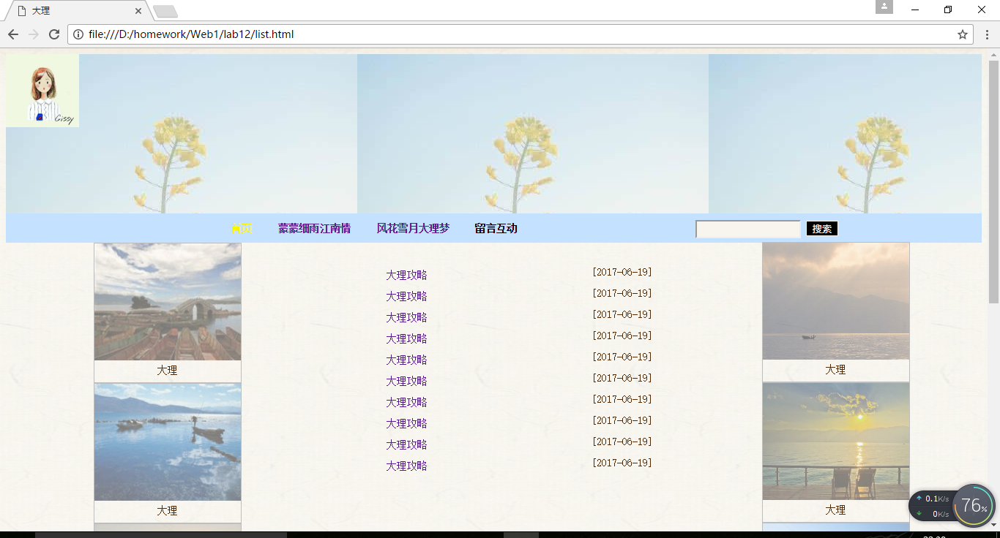 大理
file:///D:/homework/Web1/lab12/list.html
Gissy
首页 蒙蒙细雨江南情 风花雪月大理梦 留言互动 搜索
大理攻略 [2017-06-19]
大理攻略 [2017-06-19]
大理攻略 [2017-06-19]
大理攻略 [2017-06-19]
大理攻略 [2017-06-19]
大理攻略 [2017-06-19]
大理攻略 [2017-06-19]
大理攻略 [2017-06-19]
大理攻略 [2017-06-19]
大理攻略 [2017-06-19]
大理
大理
大理
大理
0.1K/s
0K/s
76%